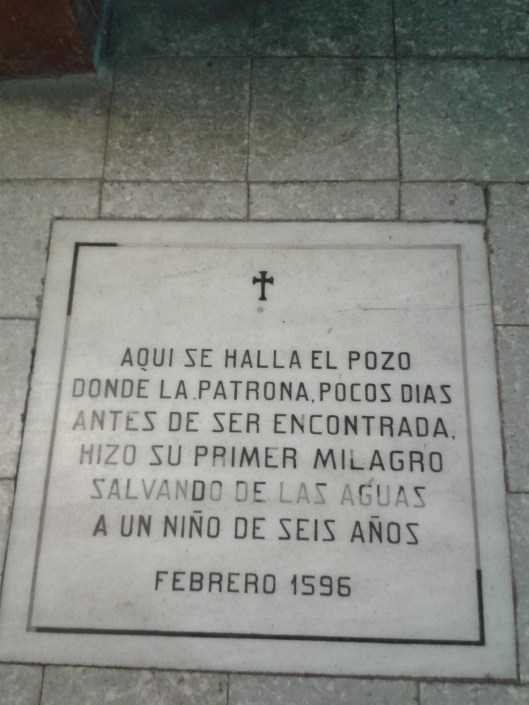 AQUI SE HALLA EL POZO
DONDE LA PATRONA, POCOS DIAS
ANTES DE SER ENCONTRADA,
HIZO SU PRIMER MILAGRO
SALVANDO DE LAS AGUAS
A UN NIÑO DE SEIS AÑOS
FEBRERO 1596